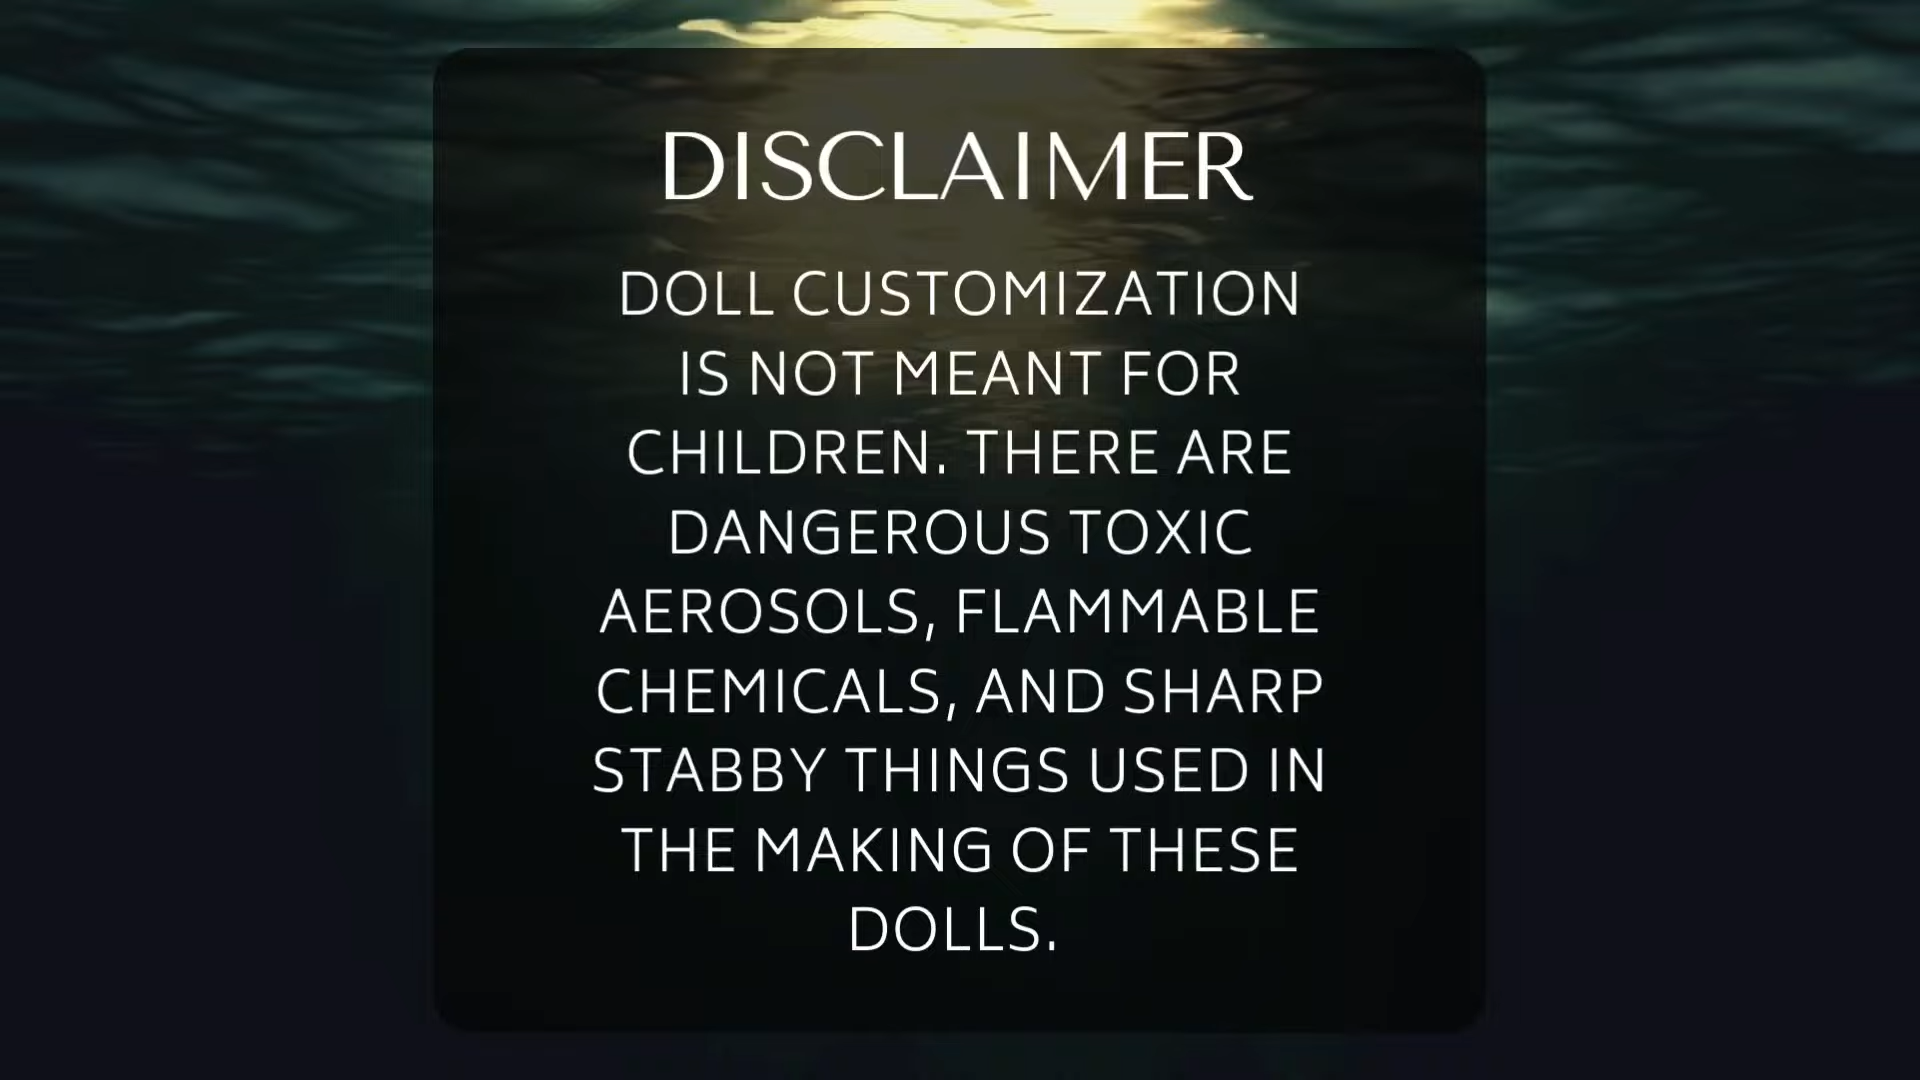 DISCLAIMER
DOLL CUSTOMIZATION
IS NOT MEANT FOR
CHILDREN. THERE ARE
DANGEROUS TOXIC
AEROSOLS, FLAMMABLE
CHEMICALS, AND SHARP
STABBY THINGS USED IN
THE MAKING OF THESE
DOLLS.